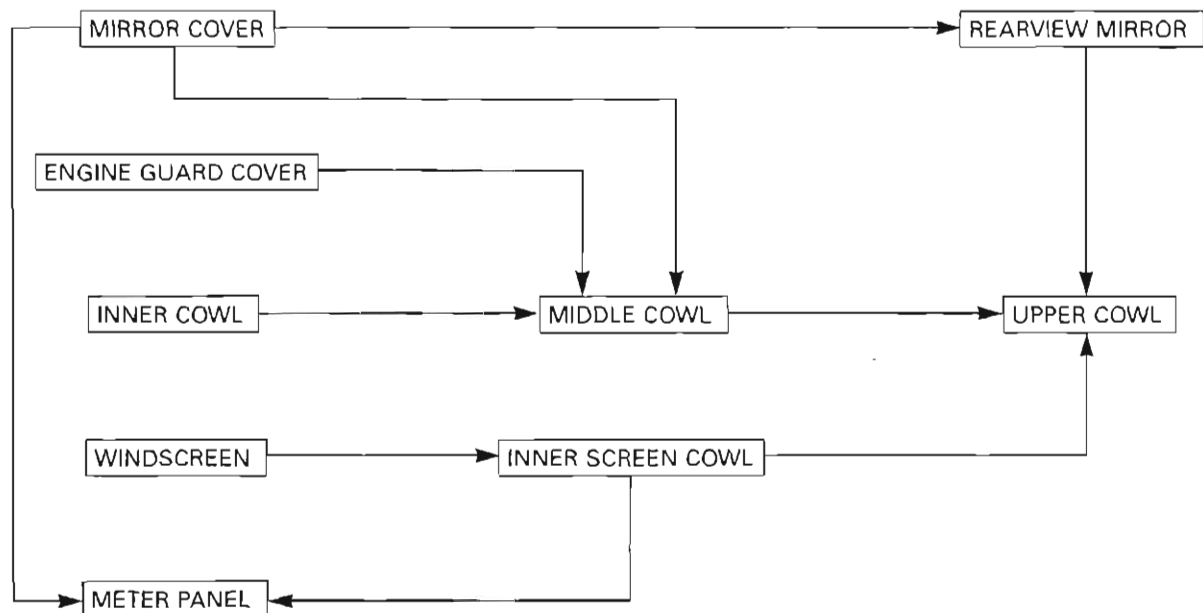 MIRROR COVER
REARVIEW MIRROR
ENGINE GUARD COVER
INNER COWL
MIDDLE COWL
UPPER COWL
WINDSCREEN
INNER SCREEN COWL
METER PANEL